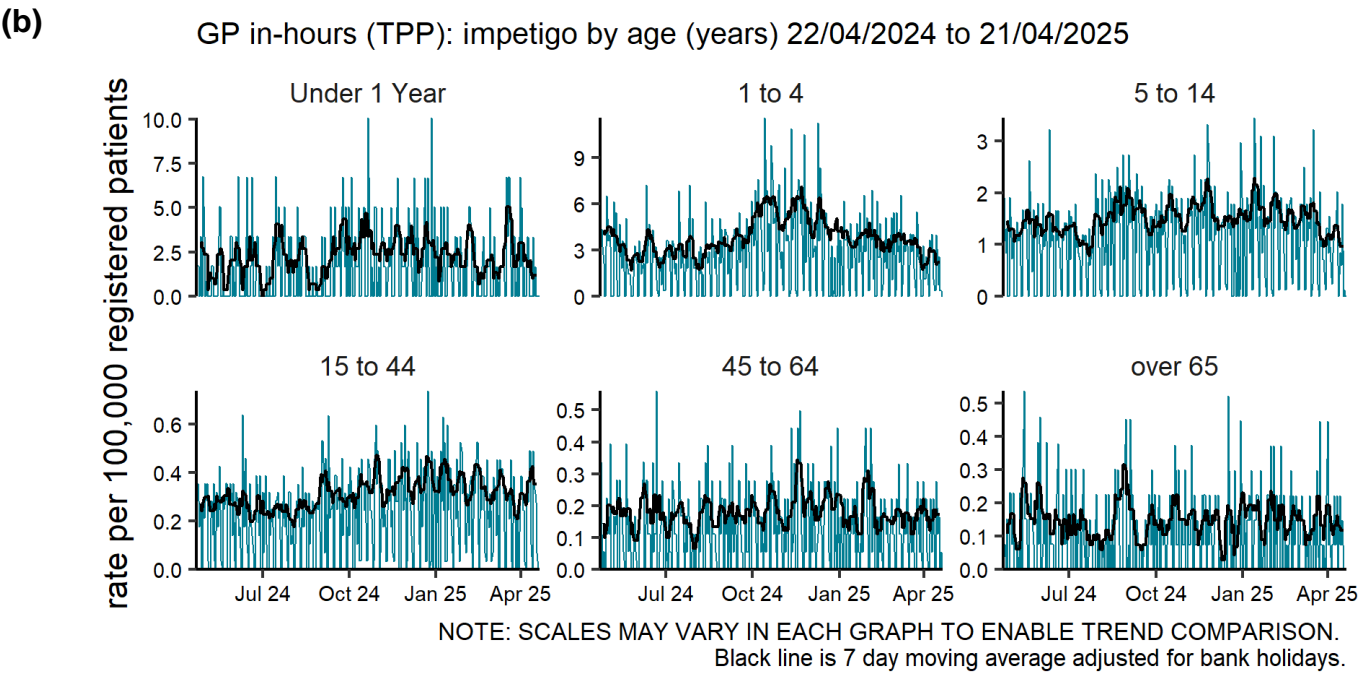 (b)
GP in-hours (TPP): impetigo by age (years) 22/04/2024 to 21/04/2025
rate per 100,000 registered patients
Under 1 Year
10.0
7.5
5.0
2.5
0.0
1 to 4
9
6
3
0
5 to 14
3
2
1
0
15 to 44
0.6
0.4
0.2
0.0
Jul 24 Oct 24 Jan 25 Apr 25
45 to 64
0.5
0.4
0.3
0.2
0.1
0.0
Jul 24 Oct 24 Jan 25 Apr 25
over 65
0.5
0.4
0.3
0.2
0.1
0.0
Jul 24 Oct 24 Jan 25 Apr 25
NOTE: SCALES MAY VARY IN EACH GRAPH TO ENABLE TREND COMPARISON.
Black line is 7 day moving average adjusted for bank holidays.